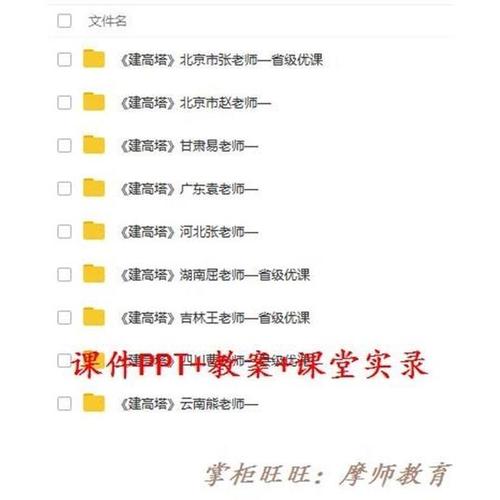 文件名
《建高塔》北京市张老师—省级优课
《建高塔》北京市赵老师—
《建高塔》甘肃易老师—
《建高塔》广东袁老师—
《建高塔》河北张老师—
《建高塔》湖南屈老师—省级优课
《建高塔》吉林王老师—省级优课
《建高塔》四川曹老师—县级优课
课件PPT+教案+课堂实录
《建高塔》云南熊老师—
掌柜旺旺：摩师教育